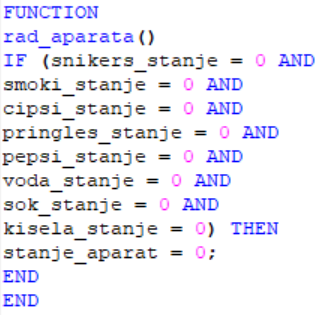 FUNCTION
rad_aparata()
IF (snikers_stanje = 0 AND
smoki_stanje = 0 AND
cipsi_stanje = 0 AND
pringles_stanje = 0 AND
pepsi_stanje = 0 AND
voda_stanje = 0 AND
sok_stanje = 0 AND
kisela_stanje = 0) THEN
stanje_aparat = 0;
END
END